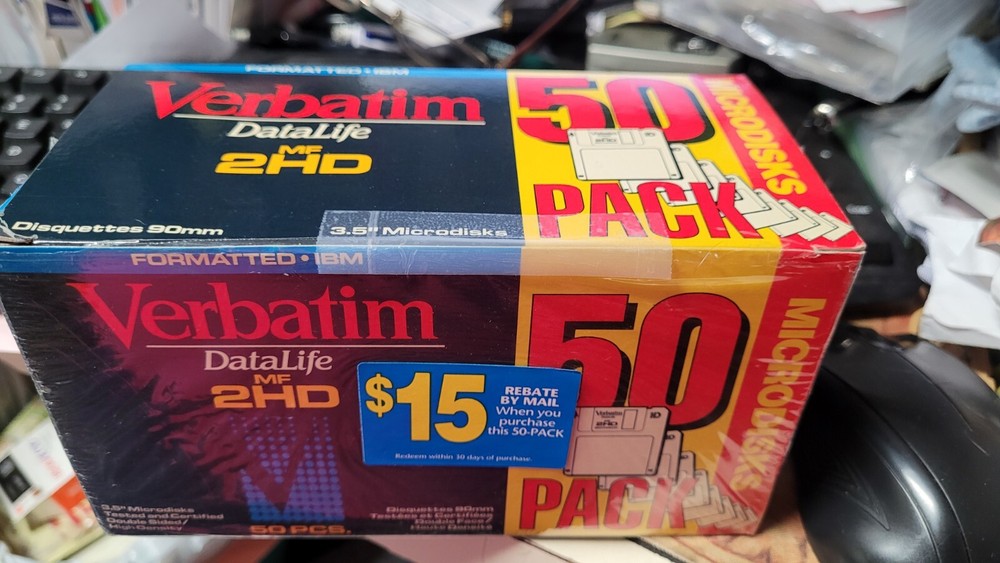 FORMATTED • IBM
Verbatim
DataLife
MF
2HD
Disquettes 90mm
3.5" Microdisks
50
PACK
MICRODISKS
FORMATTED • IBM
Verbatim
DataLife
MF
2HD
3.5" Microdisks
Tested and Certified
Double Sided/
High Density
50 PCS.
Disquettes 90mm
Testées et Certifiées
Double Face/
Haute Densité
$15
REBATE
BY MAIL
When you
purchase
this 50-PACK
Redeem within 30 days of purchase.
50
Verbatim
2HD
HD
PACK
MICRODISKS